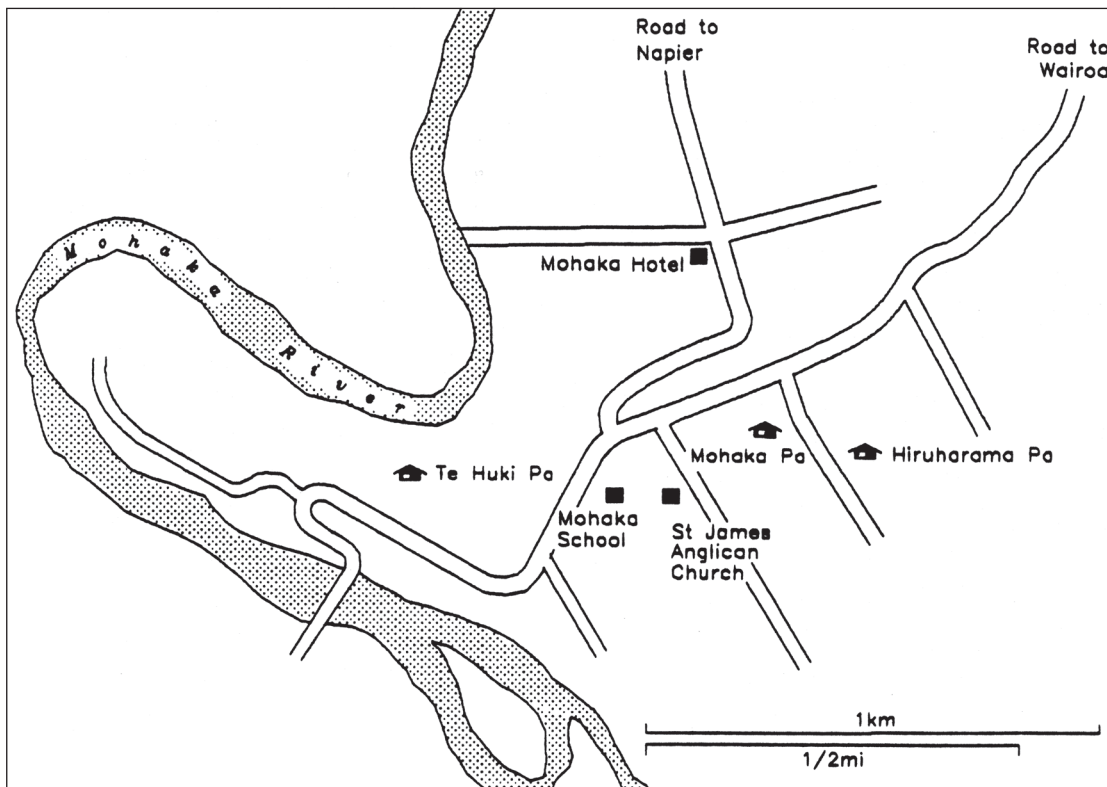 Road to
Napier
Road to
Wairoa
Mohaka Hotel
Mohaka
River
Te Huki Pa
Mohaka Pa
Hiruharama Pa
Mohaka
School
St James
Anglican
Church
1km
1/2mi